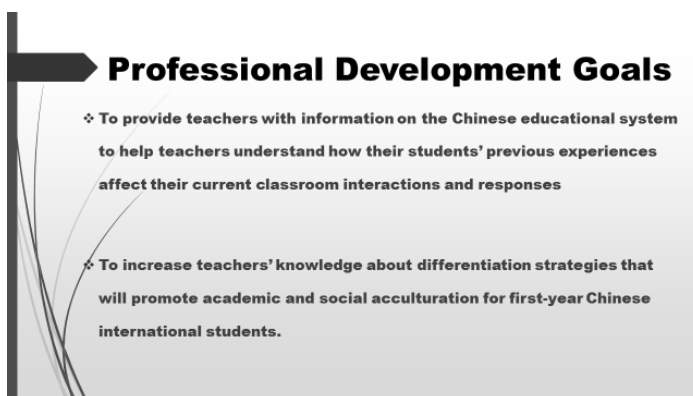 Professional Development Goals
❖ To provide teachers with information on the Chinese educational system
to help teachers understand how their students’ previous experiences
affect their current classroom interactions and responses
❖ To increase teachers’ knowledge about differentiation strategies that
will promote academic and social acculturation for first-year Chinese
international students.